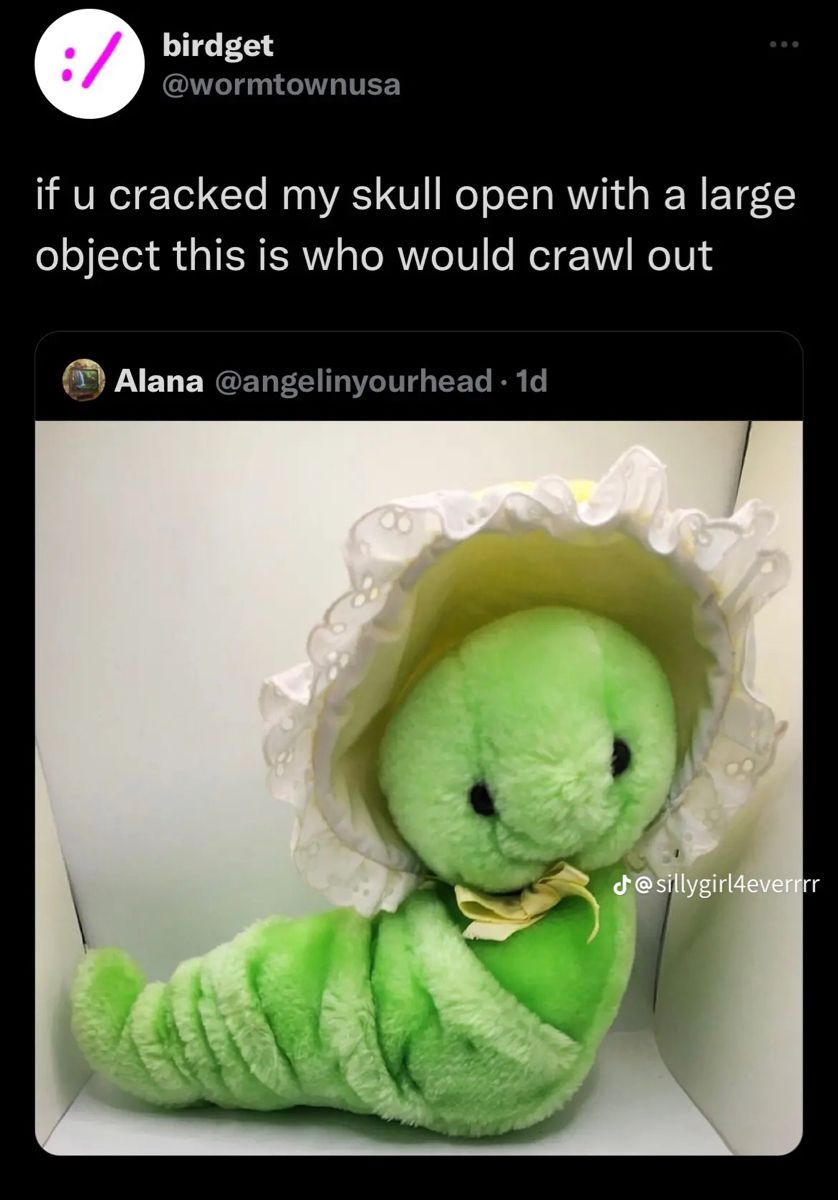 :/
birdget
@wormtownusa
if u cracked my skull open with a large
object this is who would crawl out
Alana @angelinyourhead · 1d
@sillygirl4everrrr